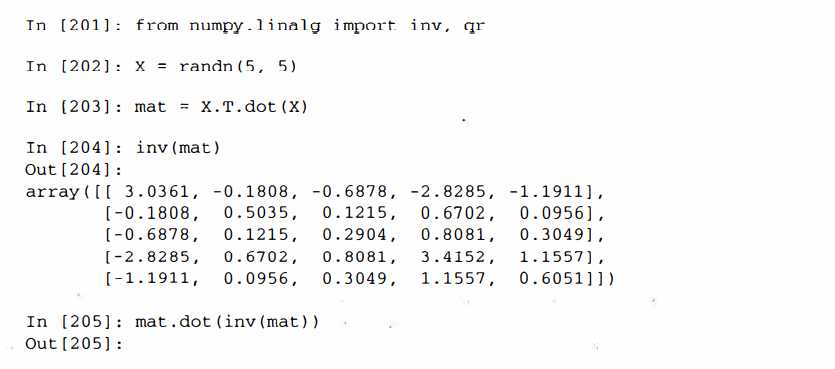 In [201]: from numpy.linalg import inv, qr
In [202]: X = randn(5, 5)
In [203]: mat = X.T.dot(X)
In [204]: inv(mat)
Out[204]:
array([[ 3.0361, -0.1808, -0.6878, -2.8285, -1.1911],
[-0.1808, 0.5035, 0.1215, 0.6702, 0.0956],
[-0.6878, 0.1215, 0.2904, 0.8081, 0.3049],
[-2.8285, 0.6702, 0.8081, 3.4152, 1.1557],
[-1.1911, 0.0956, 0.3049, 1.1557, 0.6051]])
In [205]: mat.dot(inv(mat))
Out[205]: